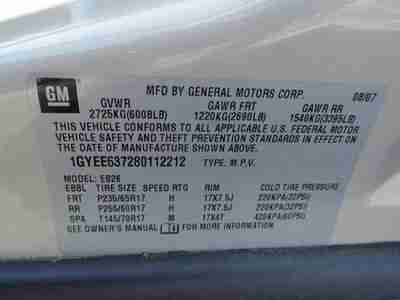 GM
MFD BY GENERAL MOTORS CORP. 08/07
GVWR GAWR FRT GAWR RR
2725KG(6008LB) 1220KG(2690LB) 1540KG(3395LB)
THIS VEHICLE CONFORMS TO ALL APPLICABLE U.S. FEDERAL MOTOR
VEHICLE SAFETY AND THEFT PREVENTION STANDARDS IN EFFECT ON
THE DATE OF MANUFACTURE SHOWN ABOVE.
1GYEE637280112212 TYPE: M.P.V.
MODEL: EB26
EBBL TIRE SIZE SPEED RTG RIM COLD TIRE PRESSURE
FRT P235/65R17 H 17X7.5J 220KPA(32PSI)
RR P255/60R17 H 17X7.5J 220KPA(32PSI)
SPA T145/70R17 M 17X4T 420KPA(60PSI)
SEE OWNER'S MANUAL FOR MORE INFORMATION